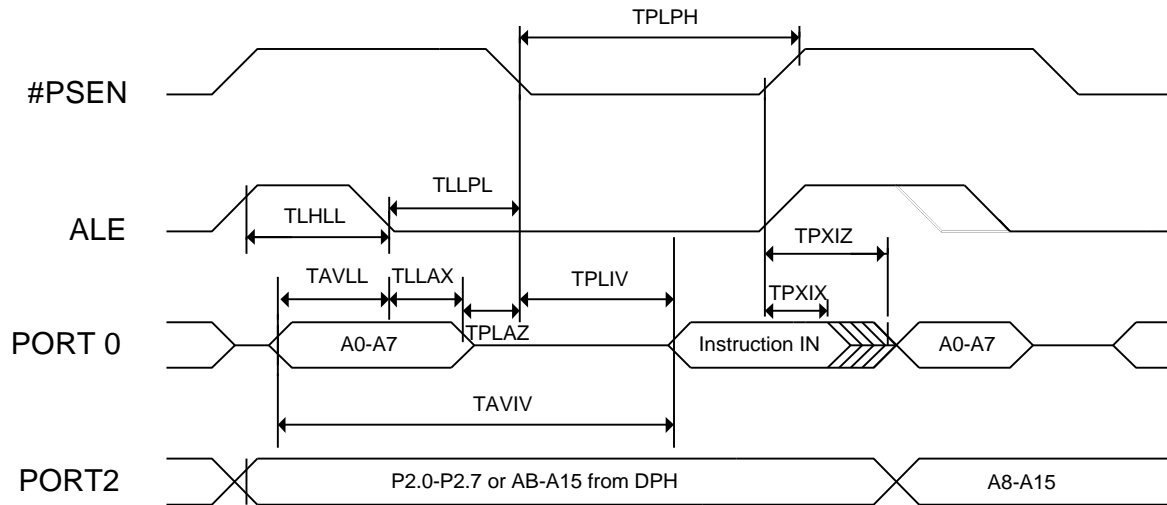 TPLPH
#PSEN
TLLPL
TLHLL
ALE
TPXIZ
TAVLL
TLLAX
TPLIV
TPXIX
TPLAZ
PORT 0
A0-A7
Instruction IN
A0-A7
TAVIV
PORT2
P2.0-P2.7 or AB-A15 from DPH
A8-A15